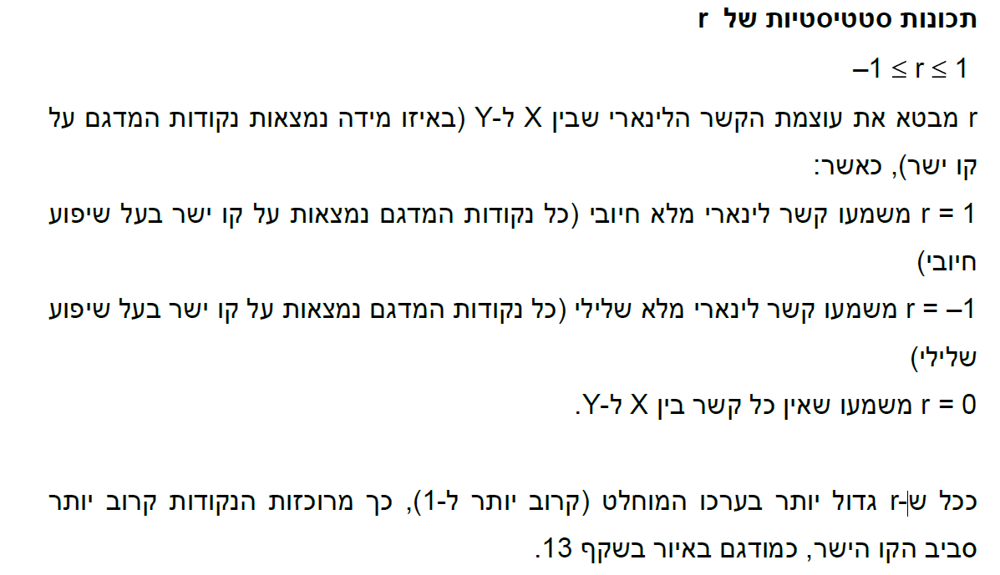 תכונות סטטיסטיות של r
–1 ≤ r ≤ 1
r מבטא את עוצמת הקשר הלינארי שבין X ל-Y (באיזו מידה נמצאות נקודות המדגם על
קו ישר), כאשר:
r = 1 משמעו קשר לינארי מלא חיובי (כל נקודות המדגם נמצאות על קו ישר בעל שיפוע
חיובי)
r = –1 משמעו קשר לינארי מלא שלילי (כל נקודות המדגם נמצאות על קו ישר בעל שיפוע
שלילי)
r = 0 משמעו שאין כל קשר בין X ל-Y.
ככל ש-r גדול יותר בערכו המוחלט (קרוב יותר ל-1), כך מרוכזות הנקודות קרוב יותר
סביב הקו הישר, כמודגם באיור בשקף 13.